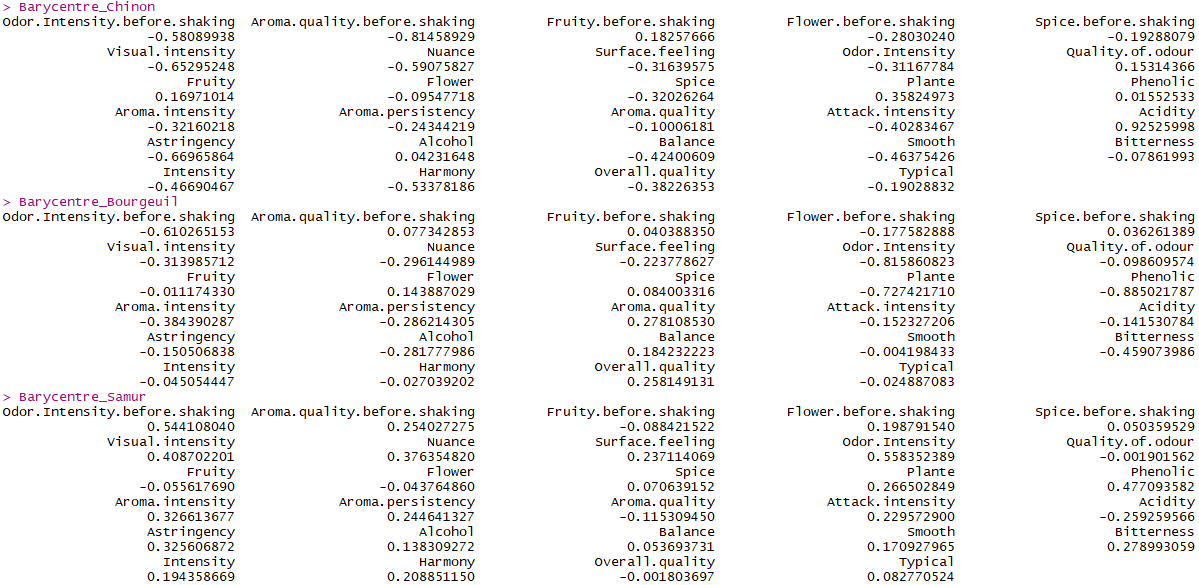 > Barycentre_Chinon
Odor.Intensity.before.shaking Aroma.quality.before.shaking Fruity.before.shaking Flower.before.shaking Spice.before.shaking
-0.58089938 -0.81458929 0.18257666 -0.28030240 -0.19288079
Visual.intensity Nuance Surface.feeling Odor.Intensity Quality.of.odour
-0.65295248 -0.59075827 -0.31639575 -0.31167784 0.15314366
Fruity Flower Spice Plante Phenolic
0.16971014 -0.09547718 -0.32026264 0.35824973 0.01552533
Aroma.intensity Aroma.persistency Aroma.quality Attack.intensity Acidity
-0.32160218 -0.24344219 -0.10006181 -0.40283467 0.92525998
Astringency Alcohol Balance Smooth Bitterness
-0.66965864 0.04231648 -0.42400609 -0.46375426 -0.07861993
Intensity Harmony Overall.quality Typical
-0.46690467 -0.53378186 -0.38226353 -0.19028832
> Barycentre_Bourgeuil
Odor.Intensity.before.shaking Aroma.quality.before.shaking Fruity.before.shaking Flower.before.shaking Spice.before.shaking
-0.610265153 0.077342853 0.040388350 -0.177582888 0.036261389
Visual.intensity Nuance Surface.feeling Odor.Intensity Quality.of.odour
-0.313985712 -0.296144989 -0.223778627 -0.815860823 -0.098609574
Fruity Flower Spice Plante Phenolic
-0.011174330 0.143887029 0.084003316 -0.727421710 -0.885021787
Aroma.intensity Aroma.persistency Aroma.quality Attack.intensity Acidity
-0.384390287 -0.286214305 0.278108530 -0.152327206 -0.141530784
Astringency Alcohol Balance Smooth Bitterness
-0.150506838 -0.281777986 0.184232223 -0.004198433 -0.459073986
Intensity Harmony Overall.quality Typical
-0.045054447 -0.027039202 0.258149131 -0.024887083
> Barycentre_Samur
Odor.Intensity.before.shaking Aroma.quality.before.shaking Fruity.before.shaking Flower.before.shaking Spice.before.shaking
0.544108040 0.254027275 -0.088421522 0.198791540 0.050359529
Visual.intensity Nuance Surface.feeling Odor.Intensity Quality.of.odour
0.408702201 0.376354820 0.237114069 0.558352389 -0.001901562
Fruity Flower Spice Plante Phenolic
-0.055617690 -0.043764860 0.070639152 0.266502849 0.477093582
Aroma.intensity Aroma.persistency Aroma.quality Attack.intensity Acidity
0.326613677 0.244641327 -0.115309450 0.229572900 -0.259259566
Astringency Alcohol Balance Smooth Bitterness
0.325606872 0.138309272 0.053693731 0.170927965 0.278993059
Intensity Harmony Overall.quality Typical
0.194358669 0.208851150 -0.001803697 0.082770524